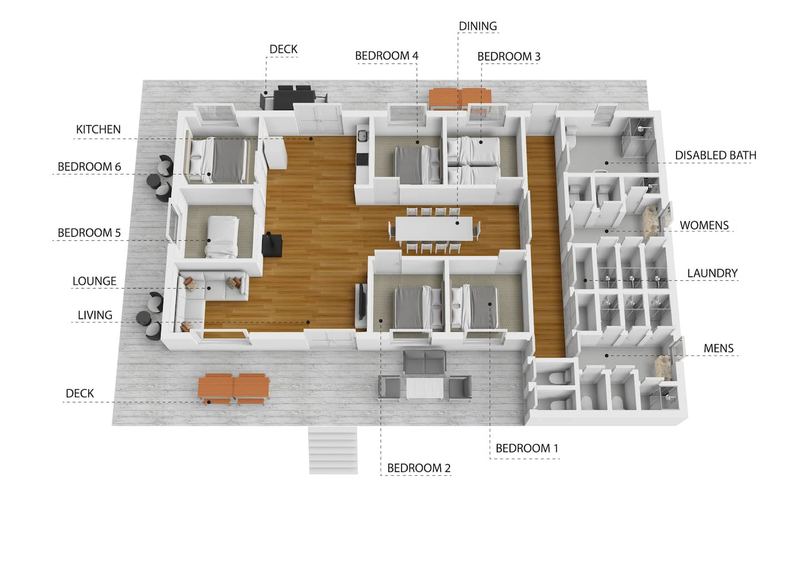 DINING
DECK
BEDROOM 4
BEDROOM 3
KITCHEN
DISABLED BATH
BEDROOM 6
WOMENS
BEDROOM 5
LAUNDRY
LOUNGE
LIVING
MENS
DECK
BEDROOM 1
BEDROOM 2